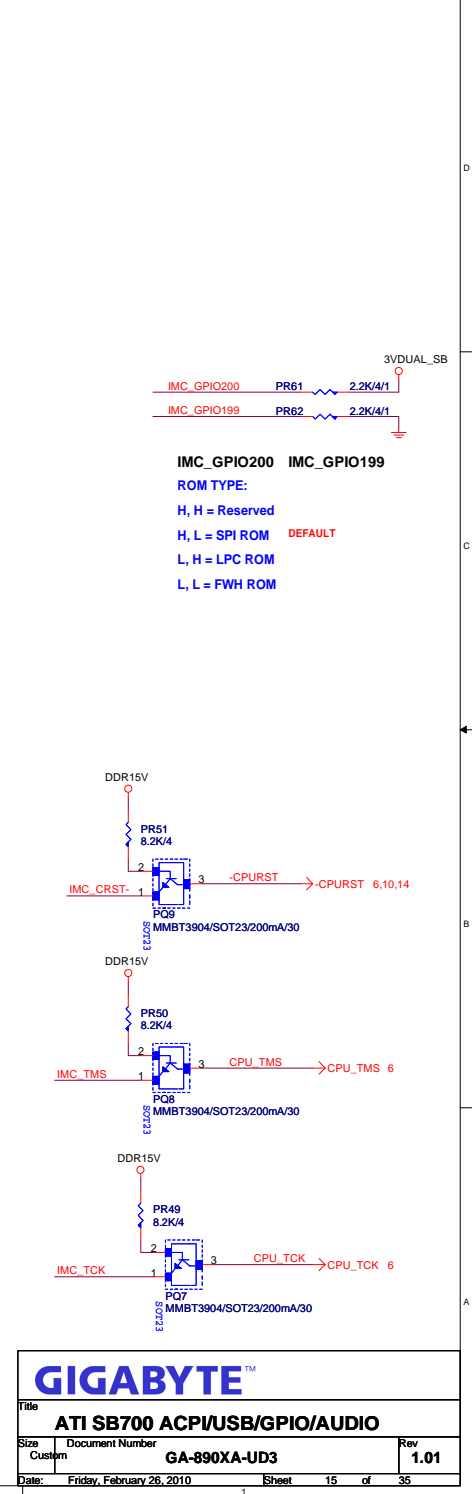 D
3VDUAL_SB
IMC_GPIO200 PR61 2.2K/4/1
IMC_GPIO199 PR62 2.2K/4/1
IMC_GPIO200 IMC_GPIO199
ROM TYPE:
H, H = Reserved
H, L = SPI ROM DEFAULT
C
L, H = LPC ROM
L, L = FWH ROM
DDR15V
PR51
8.2K/4
2
3 -CPURST -CPURST 6,10,14
IMC_CRST- 1
PQ9
MMBT3904/SOT23/200mA/30
SOT23
B
DDR15V
PR50
8.2K/4
2
3 CPU_TMS CPU_TMS 6
IMC_TMS 1
PQ8
MMBT3904/SOT23/200mA/30
SOT23
DDR15V
PR49
8.2K/4
2
3 CPU_TCK CPU_TCK 6
IMC_TCK 1
PQ7
MMBT3904/SOT23/200mA/30
SOT23
A
GIGABYTE™
Title
ATI SB700 ACPI/USB/GPIO/AUDIO
Size Document Number Rev
Custom GA-890XA-UD3 1.01
Date: Friday, February 26, 2010 Sheet 15 of 35
1